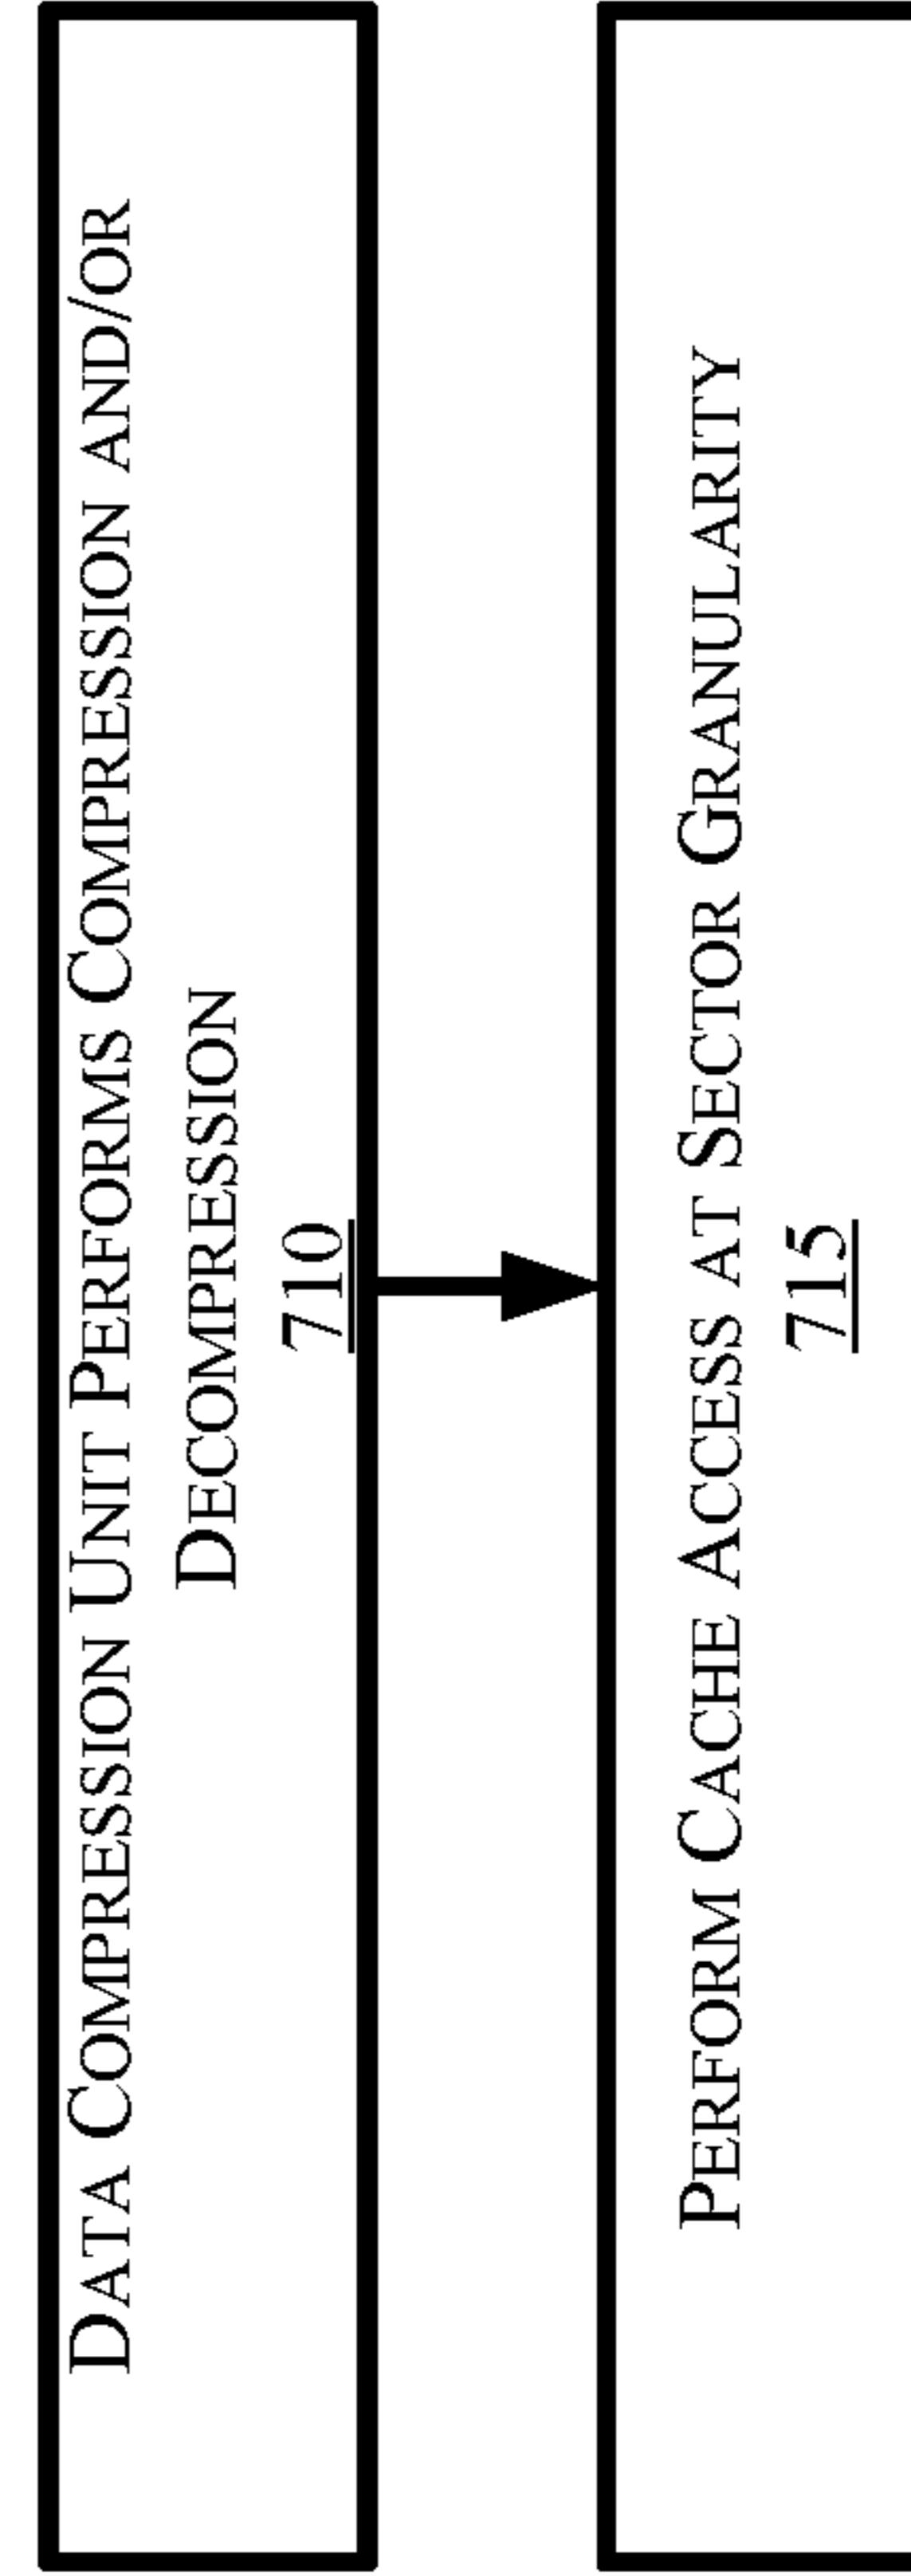 DATA COMPRESSION UNIT PERFORMS COMPRESSION AND/OR
DECOMPRESSION
710
PERFORM CACHE ACCESS AT SECTOR GRANULARITY
715